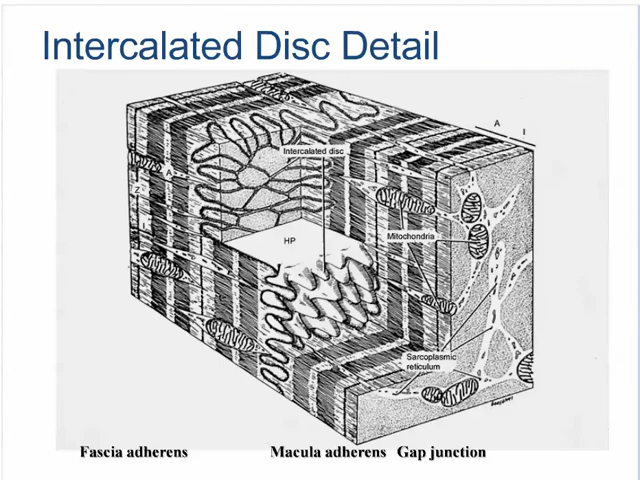 Intercalated Disc Detail
A I
Intercalated disc
A
Z
I
HP
Mitochondria
Sarcoplasmic
reticulum
Fascia adherens Macula adherens Gap junction